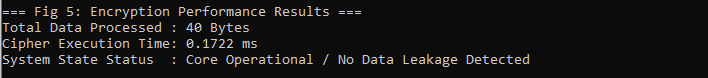 === Fig 5: Encryption Performance Results ===
Total Data Processed : 40 Bytes
Cipher Execution Time: 0.1722 ms
System State Status  : Core Operational / No Data Leakage Detected